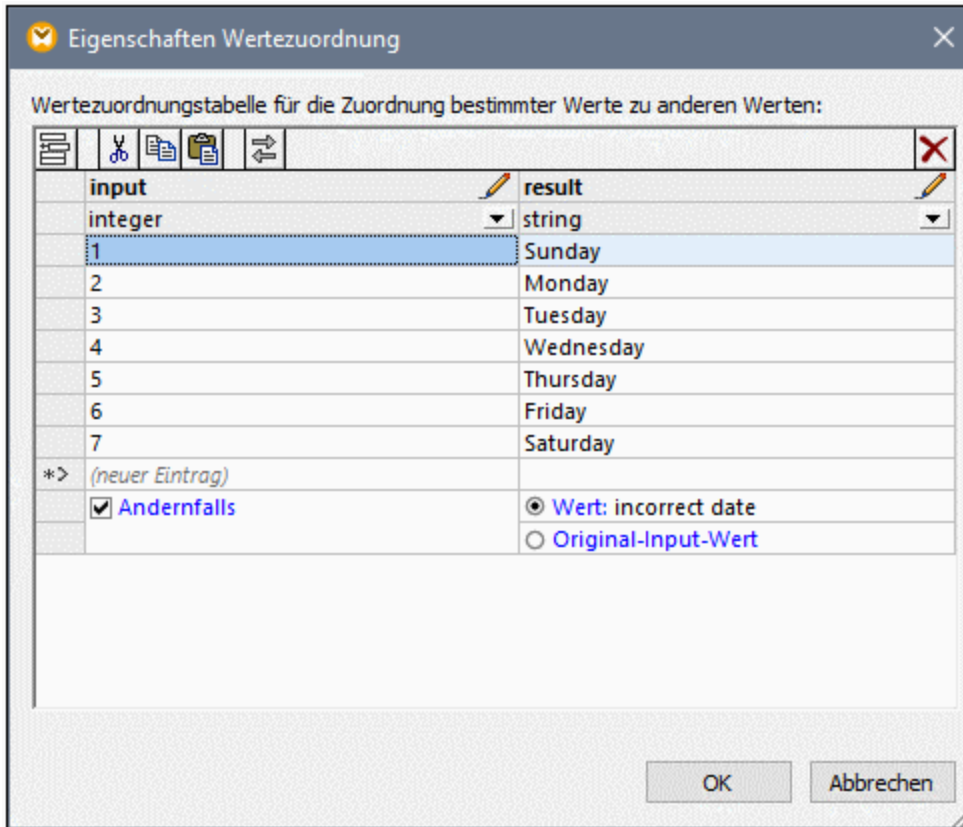 Eigenschaften Wertezuordnung
Wertezuordnungstabelle für die Zuordnung bestimmter Werte zu anderen Werten:
input result
integer string
1 Sunday
2 Monday
3 Tuesday
4 Wednesday
5 Thursday
6 Friday
7 Saturday
*> (neuer Eintrag)
Andernfalls Wert: incorrect date
Original-Input-Wert
OK Abbrechen